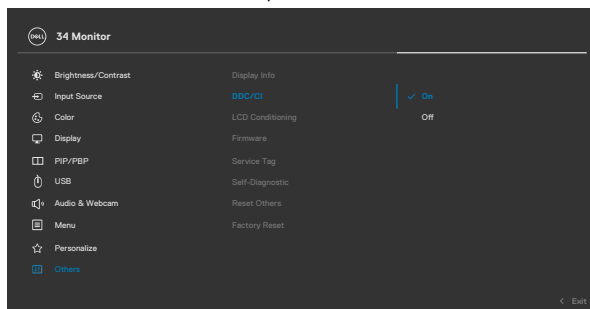 DELL 34 Monitor
Brightness/Contrast Display Info
Input Source DDC/CI ✓ On
Color LCD Conditioning Off
Display Firmware
PIP/PBP Service Tag
USB Self-Diagnostic
Audio & Webcam Reset Others
Menu Factory Reset
Personalize
Others
< Exit